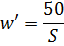 w′ = 50/S